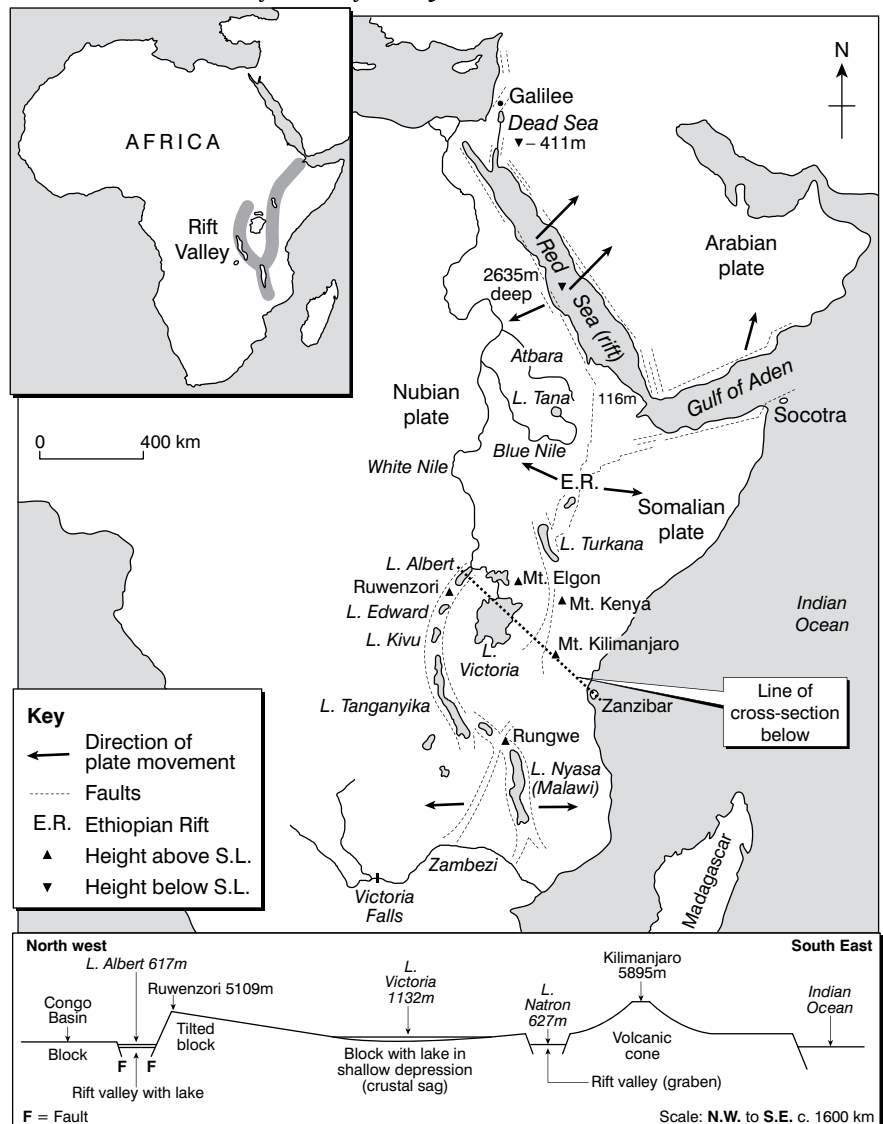 AFRICA
Rift
Valley
N
Galilee
Dead Sea
▼– 411m
Red
Sea (rift)
Arabian
plate
2635m
deep
Atbara
L. Tana
116m
Gulf of Aden
Socotra
Nubian
plate
0
400 km
White Nile
Blue Nile
E.R.
Somalian
plate
L. Turkana
L. Albert
Ruwenzori
Mt. Elgon
L. Edward
Mt. Kenya
Indian
Ocean
L. Kivu
Mt. Kilimanjaro
L.
Victoria
L. Tanganyika
Zanzibar
Line of
cross-section
below
Rungwe
L. Nyasa
(Malawi)
Zambezi
Victoria
Falls
Madagascar
Key
Direction of
plate movement
Faults
E.R. Ethiopian Rift
▲ Height above S.L.
▼ Height below S.L.
North west
South East
L. Albert 617m
Ruwenzori 5109m
L.
Victoria
1132m
Kilimanjaro
5895m
L.
Natron
627m
Indian
Ocean
Congo
Basin
Block
Tilted
block
F F
Rift valley with lake
Block with lake in
shallow depression
(crustal sag)
Volcanic
cone
Rift valley (graben)
F = Fault
Scale: N.W. to S.E. c. 1600 km